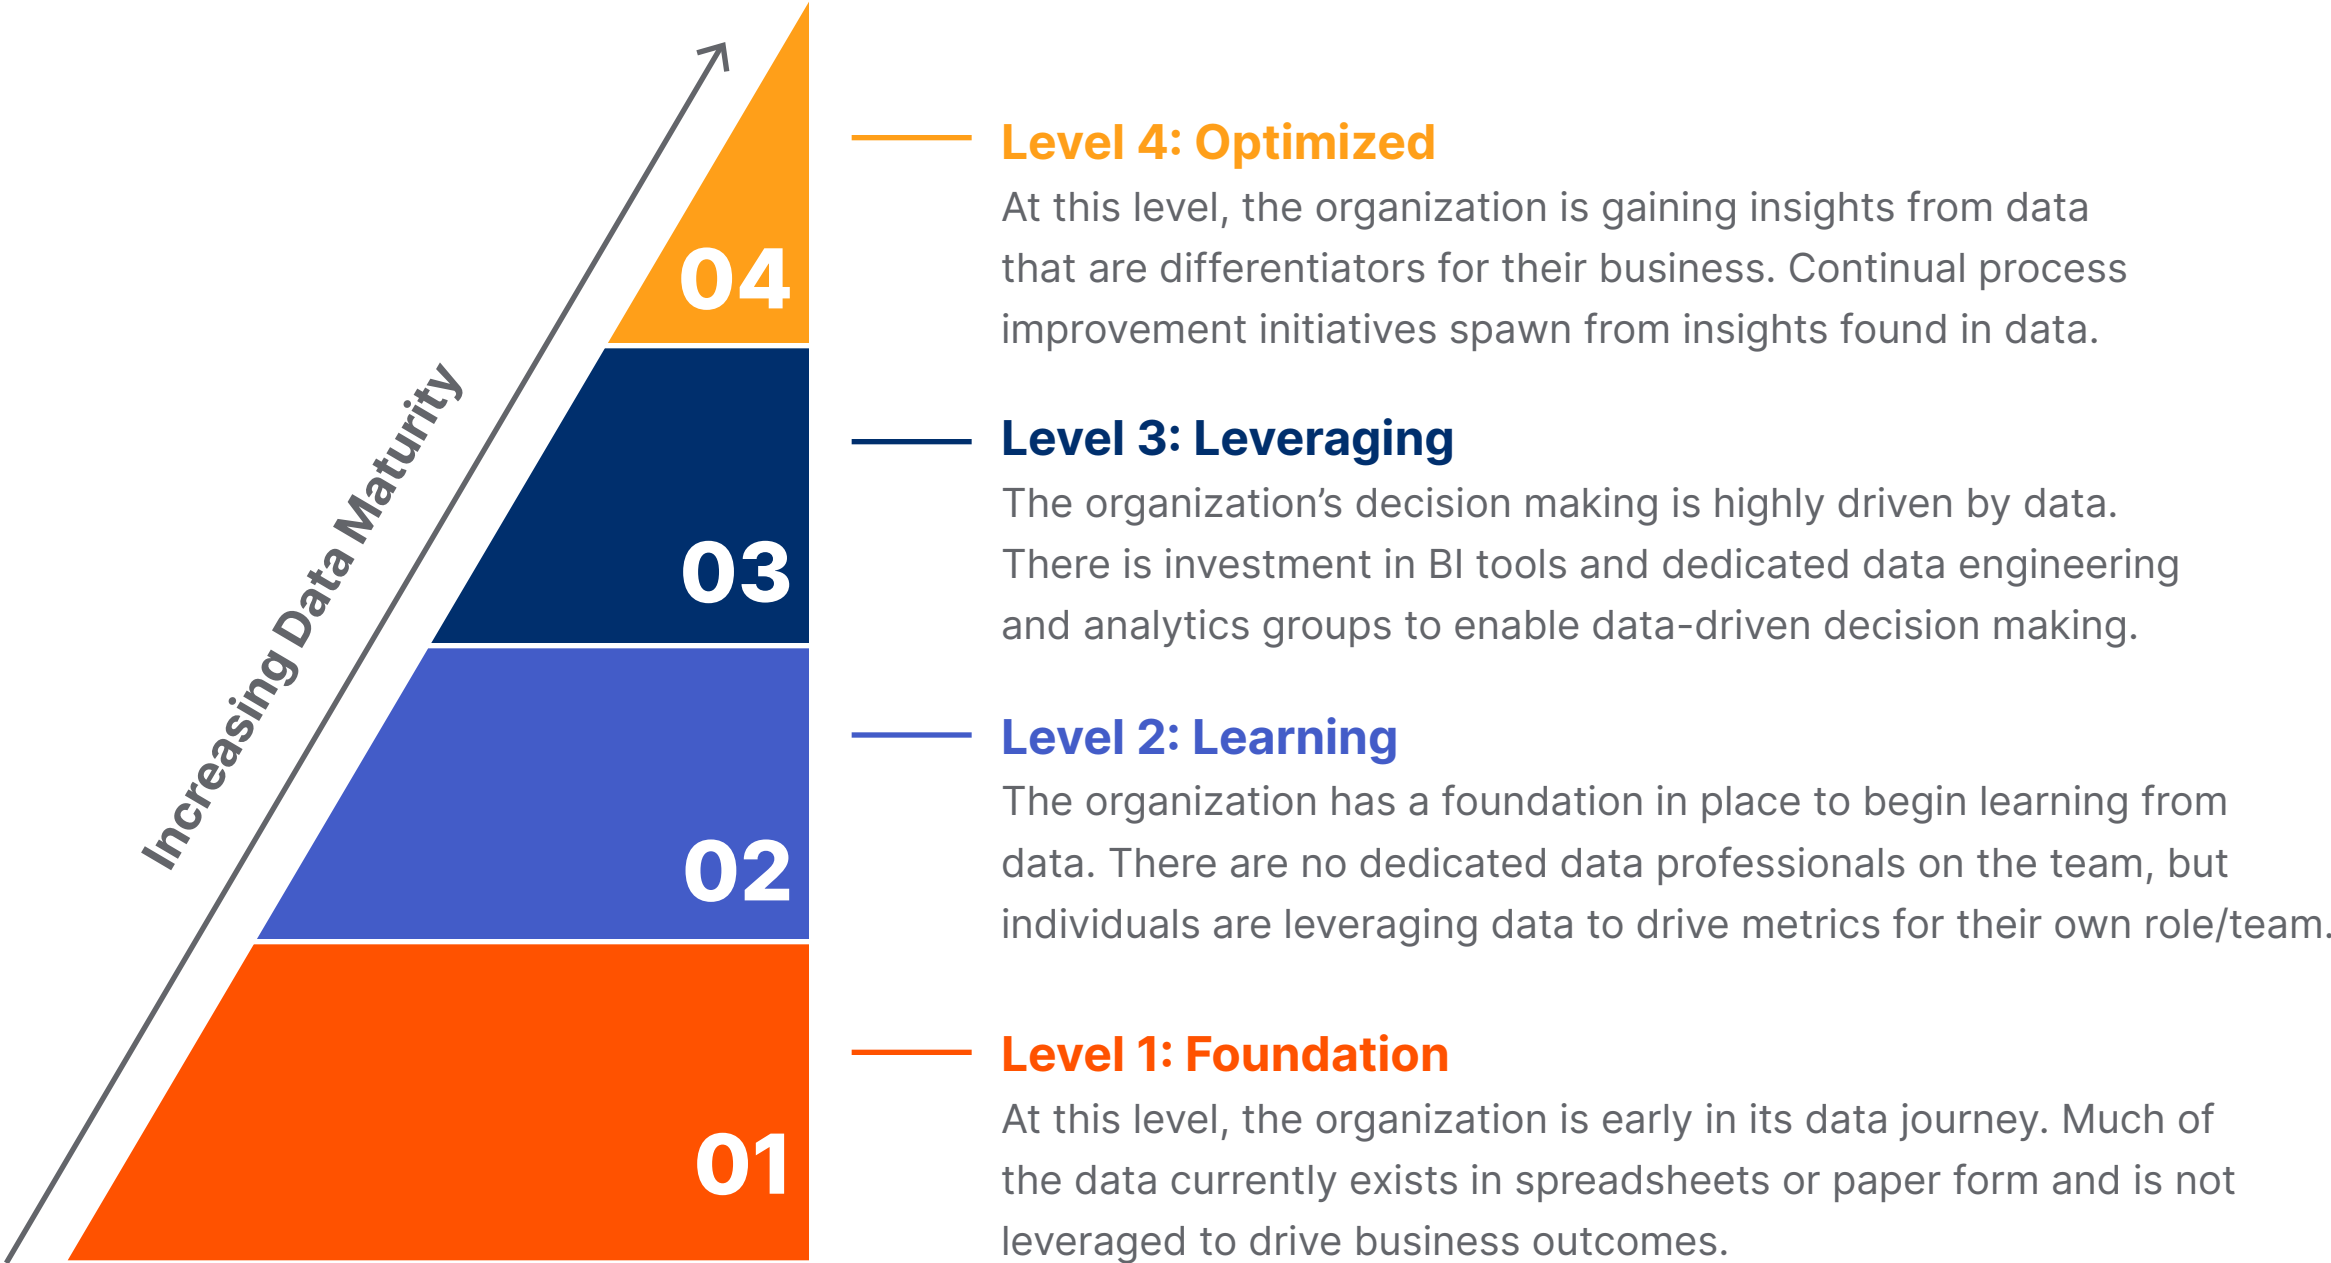 Increasing Data Maturity
04
Level 4: Optimized
At this level, the organization is gaining insights from data
that are differentiators for their business. Continual process
improvement initiatives spawn from insights found in data.
03
Level 3: Leveraging
The organization’s decision making is highly driven by data.
There is investment in BI tools and dedicated data engineering
and analytics groups to enable data-driven decision making.
02
Level 2: Learning
The organization has a foundation in place to begin learning from
data. There are no dedicated data professionals on the team, but
individuals are leveraging data to drive metrics for their own role/team.
01
Level 1: Foundation
At this level, the organization is early in its data journey. Much of
the data currently exists in spreadsheets or paper form and is not
leveraged to drive business outcomes.